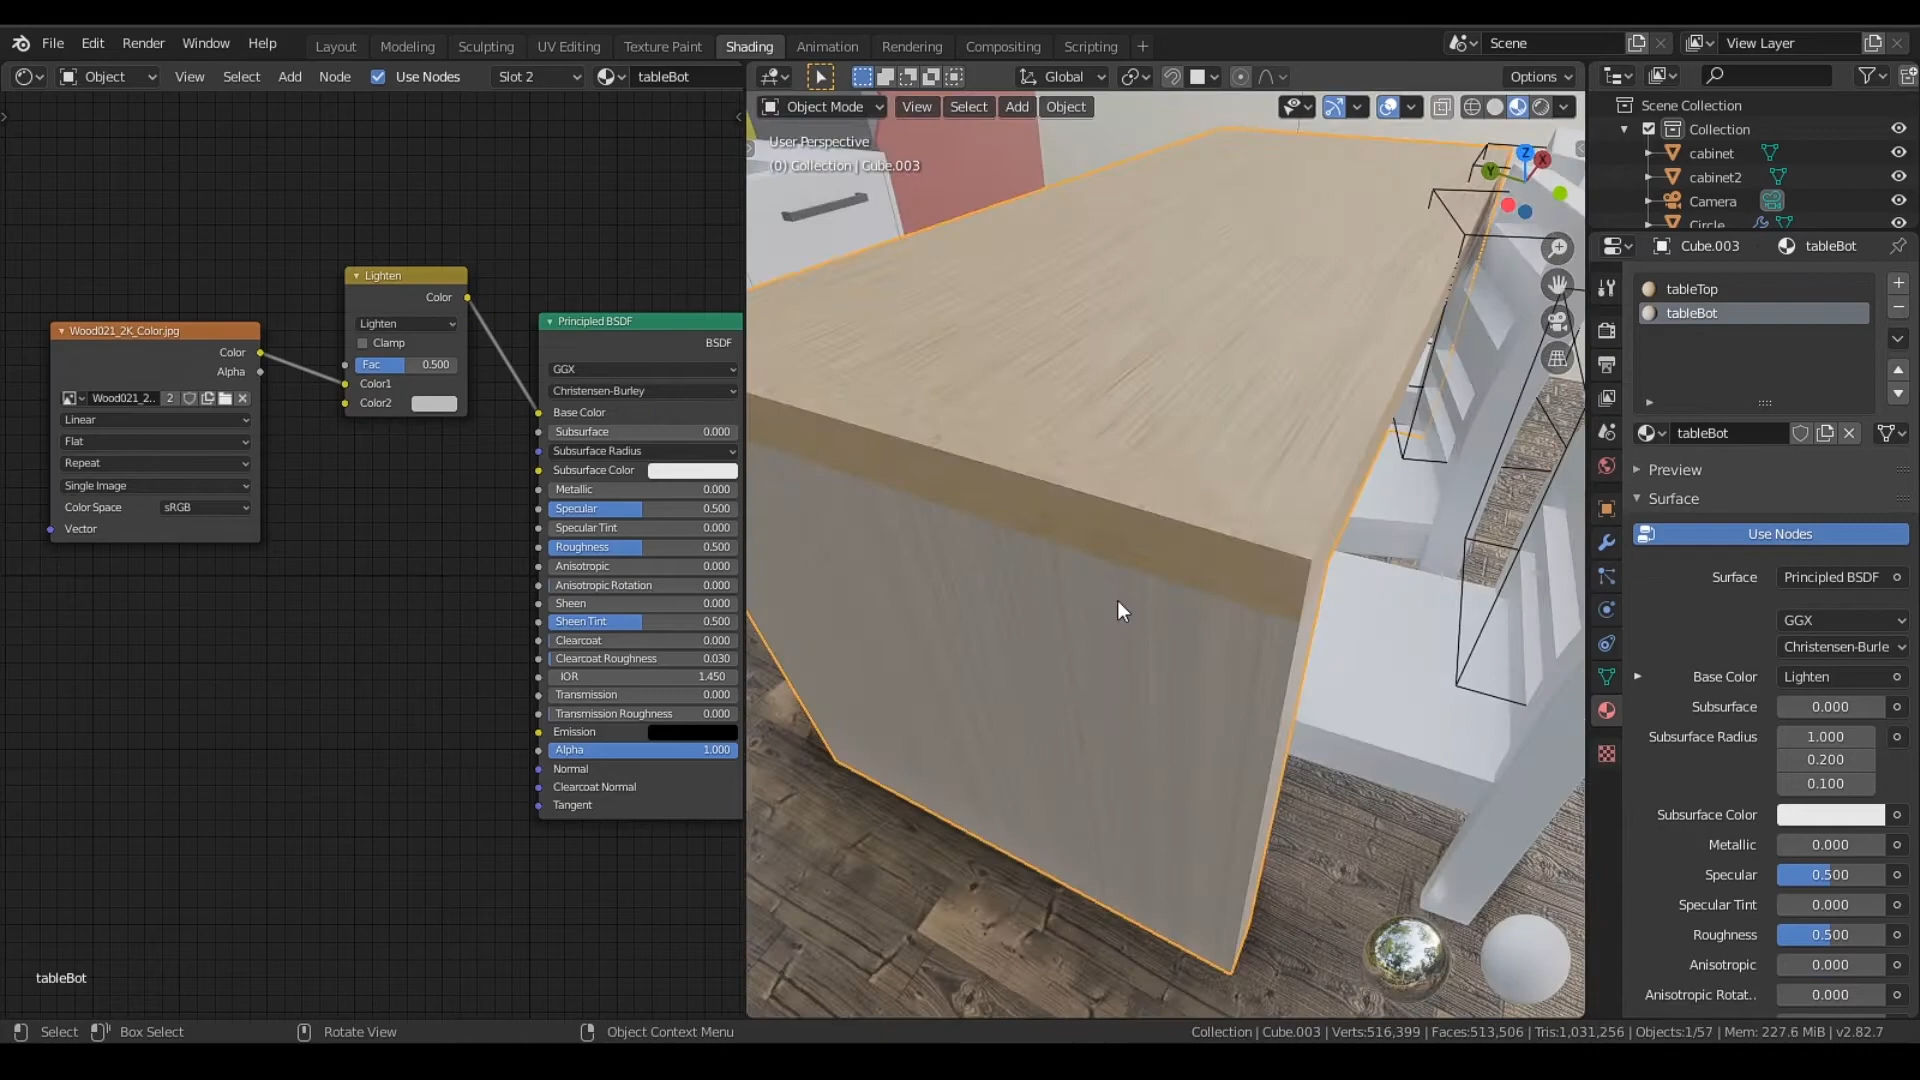 File Edit Render Window Help Layout Modeling Sculpting UV Editing Texture Paint Shading Animation Rendering Compositing Scripting + Scene View Layer
Object View Select Add Node Use Nodes Slot 2 tableBot Global Options
Object Mode View Select Add Object
User Perspective
(0) Collection | Cube.003
Z
X
Y
Lighten
Color
Lighten
Clamp
Fac 0.500
Color1
Color2
Wood021_2K_Color.jpg
Color
Alpha
Wood021_2.. 2
Linear
Flat
Repeat
Single Image
Color Space sRGB
Vector
Principled BSDF
BSDF
GGX
Christensen-Burley
Base Color
Subsurface 0.000
Subsurface Radius
Subsurface Color
Metallic 0.000
Specular 0.500
Specular Tint 0.000
Roughness 0.500
Anisotropic 0.000
Anisotropic Rotation 0.000
Sheen 0.000
Sheen Tint 0.500
Clearcoat 0.000
Clearcoat Roughness 0.030
IOR 1.450
Transmission 0.000
Transmission Roughness 0.000
Emission
Alpha 1.000
Normal
Clearcoat Normal
Tangent
tableBot
Scene Collection
Collection
cabinet
cabinet2
Camera
Circle
Cube.003 tableBot
tableTop
tableBot
tableBot
Preview
Surface
Use Nodes
Surface Principled BSDF
GGX
Christensen-Burle
Base Color Lighten
Subsurface 0.000
Subsurface Radius 1.000
0.200
0.100
Subsurface Color
Metallic 0.000
Specular 0.500
Specular Tint 0.000
Roughness 0.500
Anisotropic 0.000
Anisotropic Rotat.. 0.000
Select Box Select Rotate View Object Context Menu Collection | Cube.003 | Verts:516,399 | Faces:513,506 | Tris:1,031,256 | Objects:1/57 | Mem: 227.6 MiB | v2.82.7